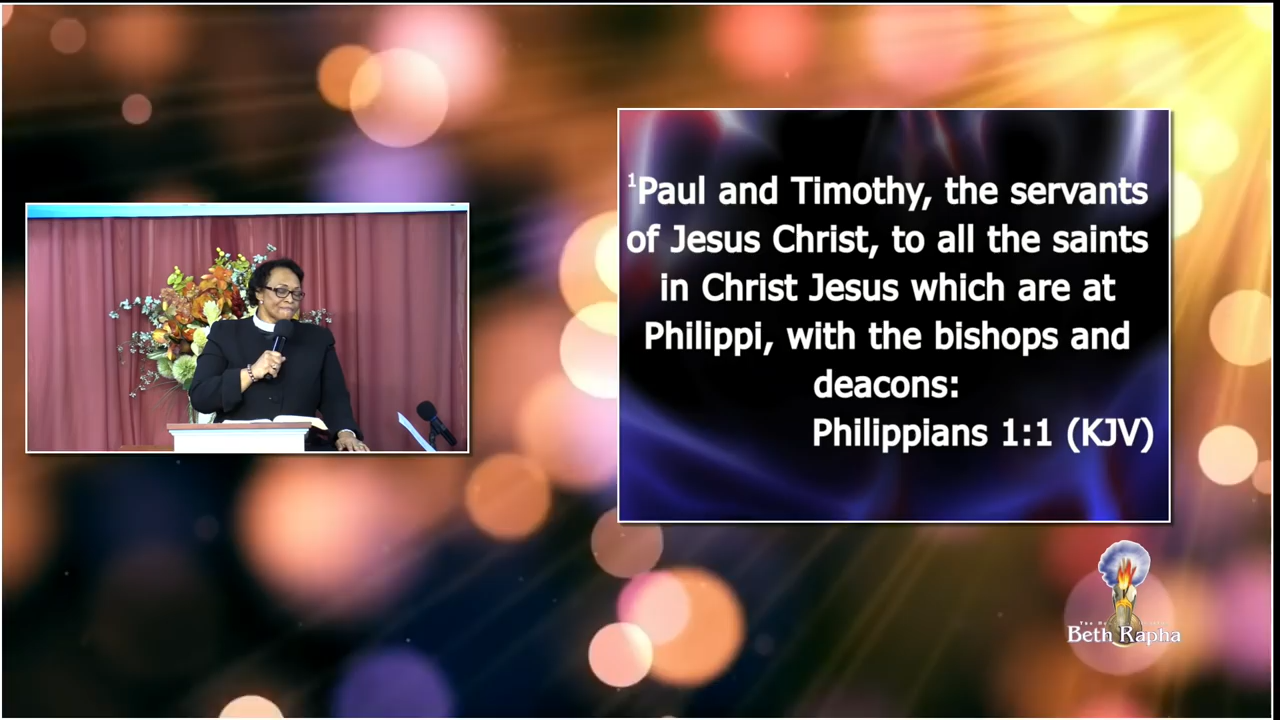 ¹Paul and Timothy, the servants
of Jesus Christ, to all the saints
in Christ Jesus which are at
Philippi, with the bishops and
deacons:
Philippians 1:1 (KJV)
Beth Rapha